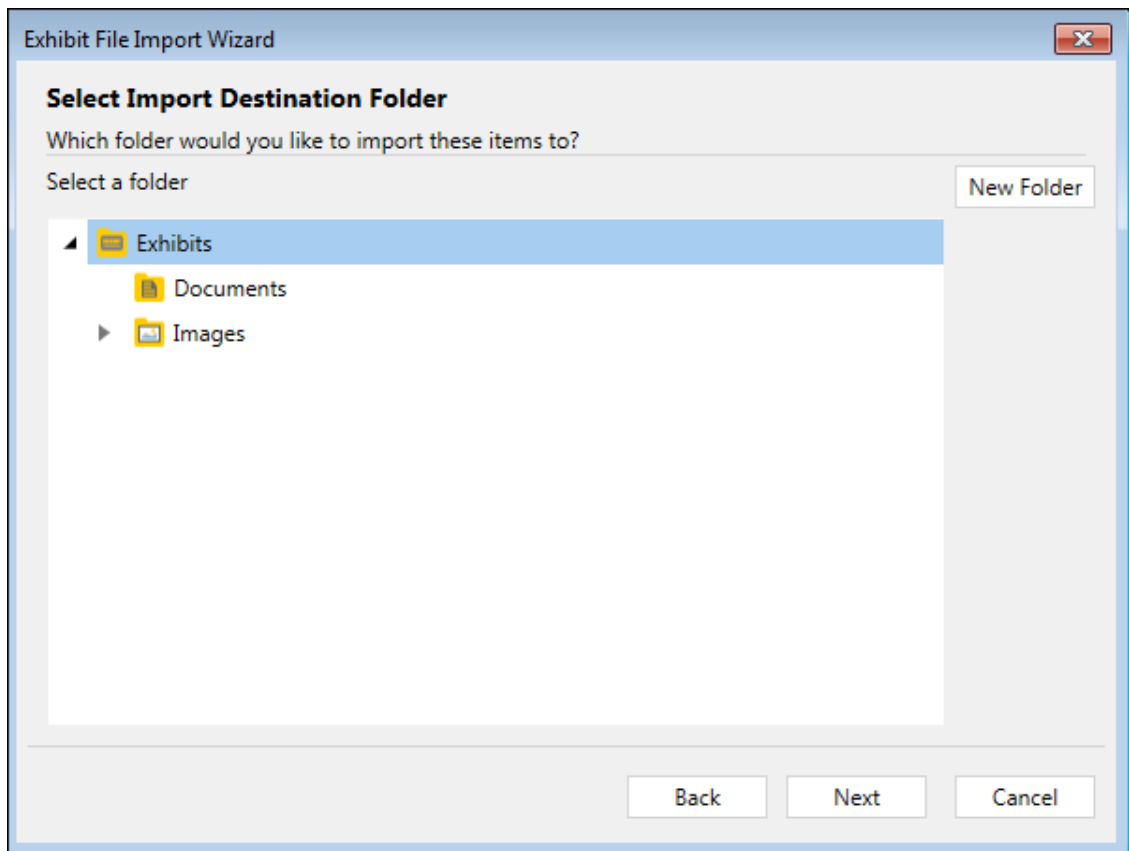 Exhibit File Import Wizard
Select Import Destination Folder
Which folder would you like to import these items to?
Select a folder
New Folder
Exhibits
Documents
Images
Back
Next
Cancel